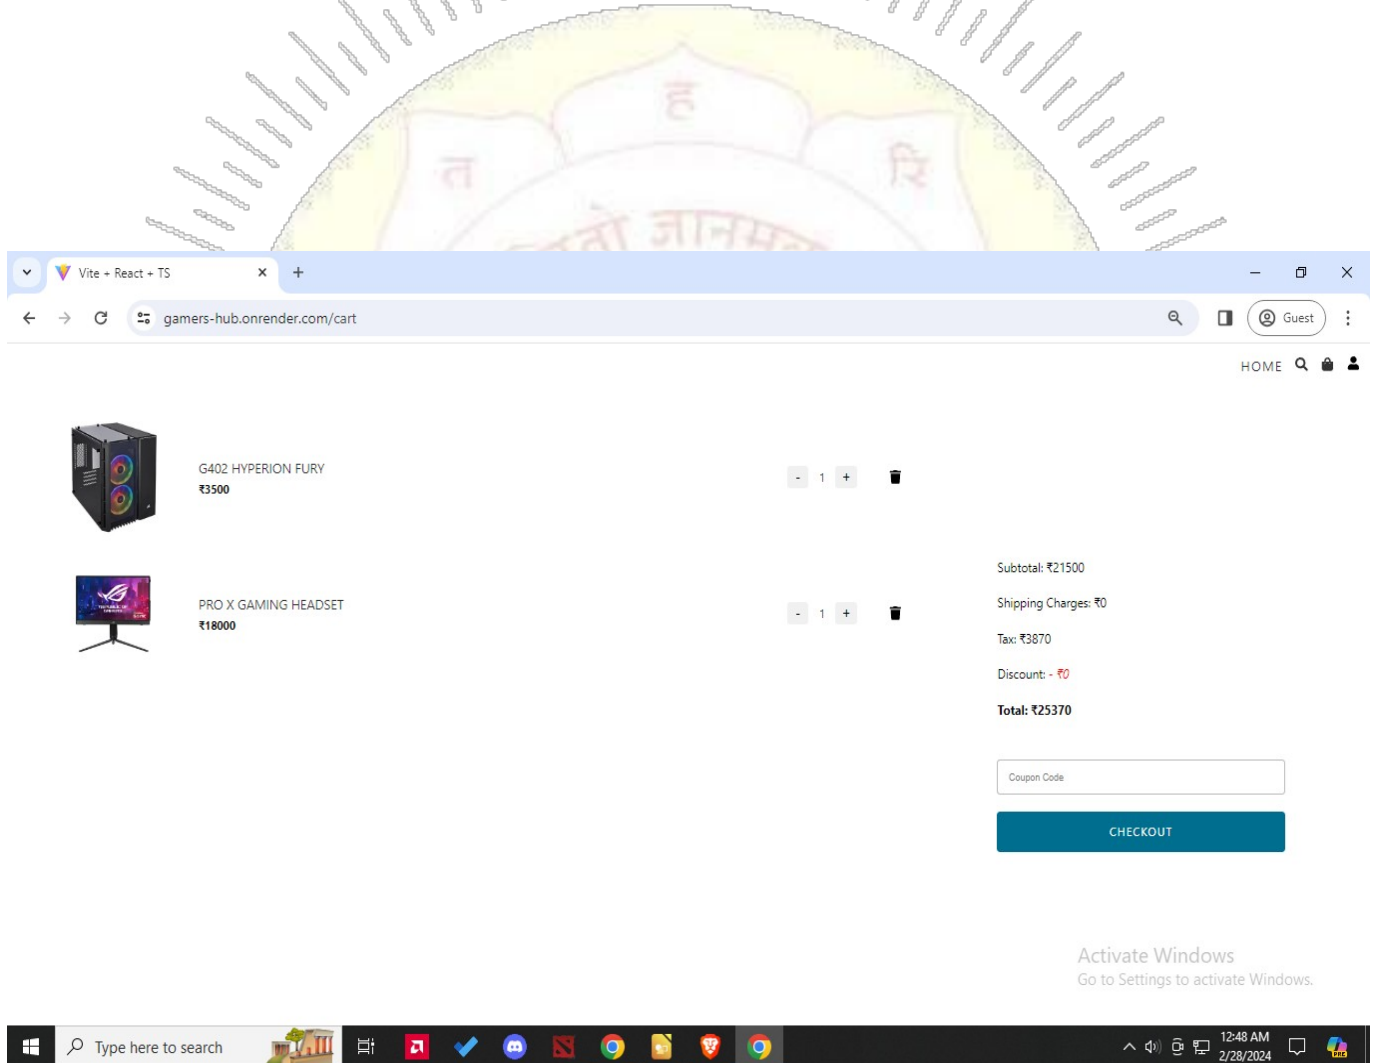 ह
त
रि
तो जानम
Vite + React + TS
gamers-hub.onrender.com/cart
Guest
HOME
G402 HYPERION FURY
₹3500
- 1 +
PRO X GAMING HEADSET
₹18000
- 1 +
Subtotal: ₹21500
Shipping Charges: ₹0
Tax: ₹3870
Discount: - ₹0
Total: ₹25370
Coupon Code
CHECKOUT
Activate Windows
Go to Settings to activate Windows.
Type here to search
12:48 AM
2/28/2024
PRE